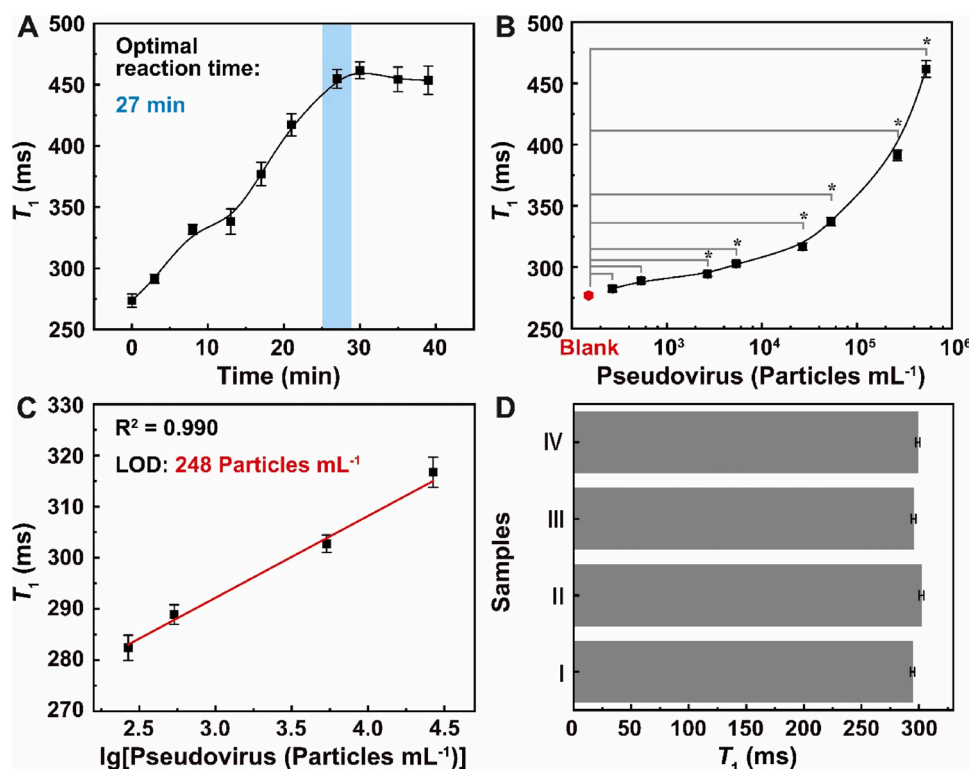 A
Optimal
reaction time:
27 min
T₁ (ms)
500
450
400
350
300
250
0
10
20
30
40
Time (min)
B
T₁ (ms)
500
450
400
350
300
250
*
*
*
*
*
*
Blank
10³
10⁴
10⁵
10⁶
Pseudovirus (Particles mL⁻¹)
C
R² = 0.990
LOD: 248 Particles mL⁻¹
T₁ (ms)
330
320
310
300
290
280
270
2.5
3.0
3.5
4.0
4.5
lg[Pseudovirus (Particles mL⁻¹)]
D
Samples
IV
III
II
I
0
50
100
150
200
250
300
T₁ (ms)